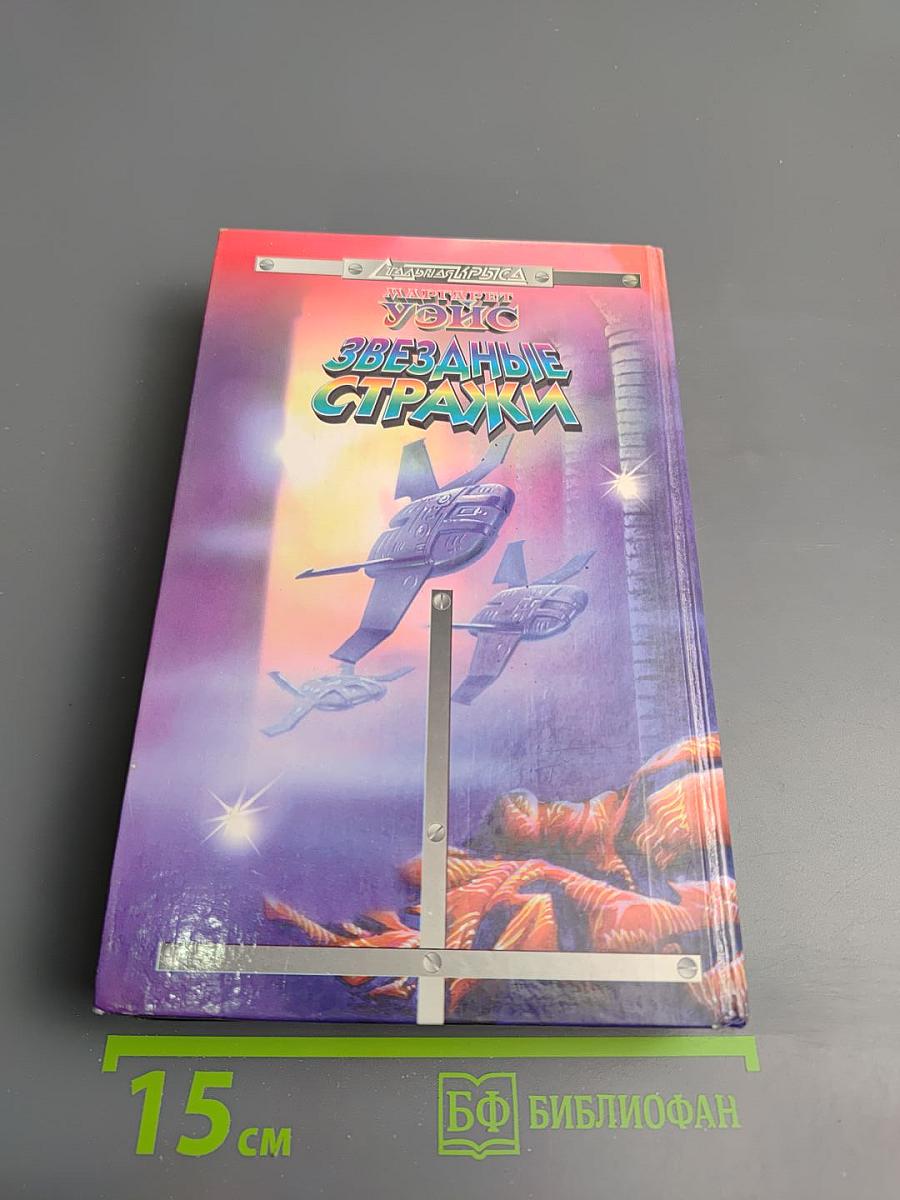 СТАЛЬНАЯ КРЫСА
МАРГАРЕТ
УЭЙС
ЗВЕЗДНЫЕ
СТРАЖИ
15 СМ
БФ БИБЛИОФАН